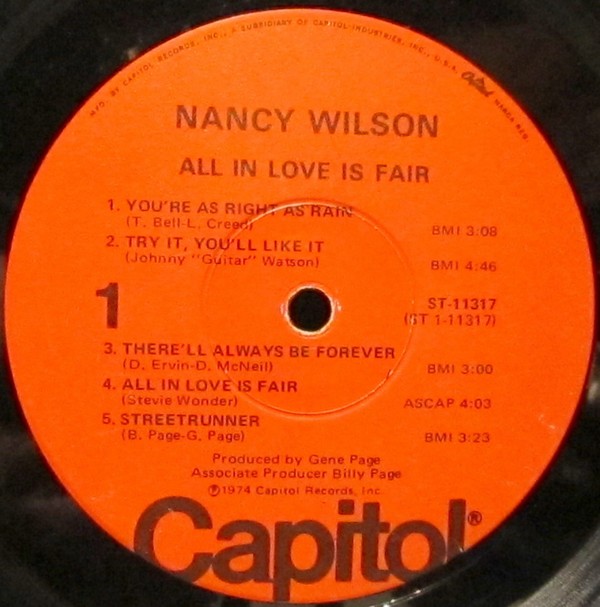 MFD. BY CAPITOL RECORDS, INC., A SUBSIDIARY OF CAPITOL INDUSTRIES, INC., U.S.A. Capitol MARCA REG.
NANCY WILSON
ALL IN LOVE IS FAIR
1. YOU'RE AS RIGHT AS RAIN
(T. Bell-L. Creed) BMI 3:08
2. TRY IT, YOU'LL LIKE IT
(Johnny "Guitar" Watson) BMI 4:46
1
ST-11317
(ST 1-11317)
3. THERE'LL ALWAYS BE FOREVER
(D. Ervin-D. McNeil) BMI 3:00
4. ALL IN LOVE IS FAIR
(Stevie Wonder) ASCAP 4:03
5. STREETRUNNER
(B. Page-G. Page) BMI 3:23
Produced by Gene Page
Associate Producer Billy Page
℗1974 Capitol Records, Inc.
Capitol®